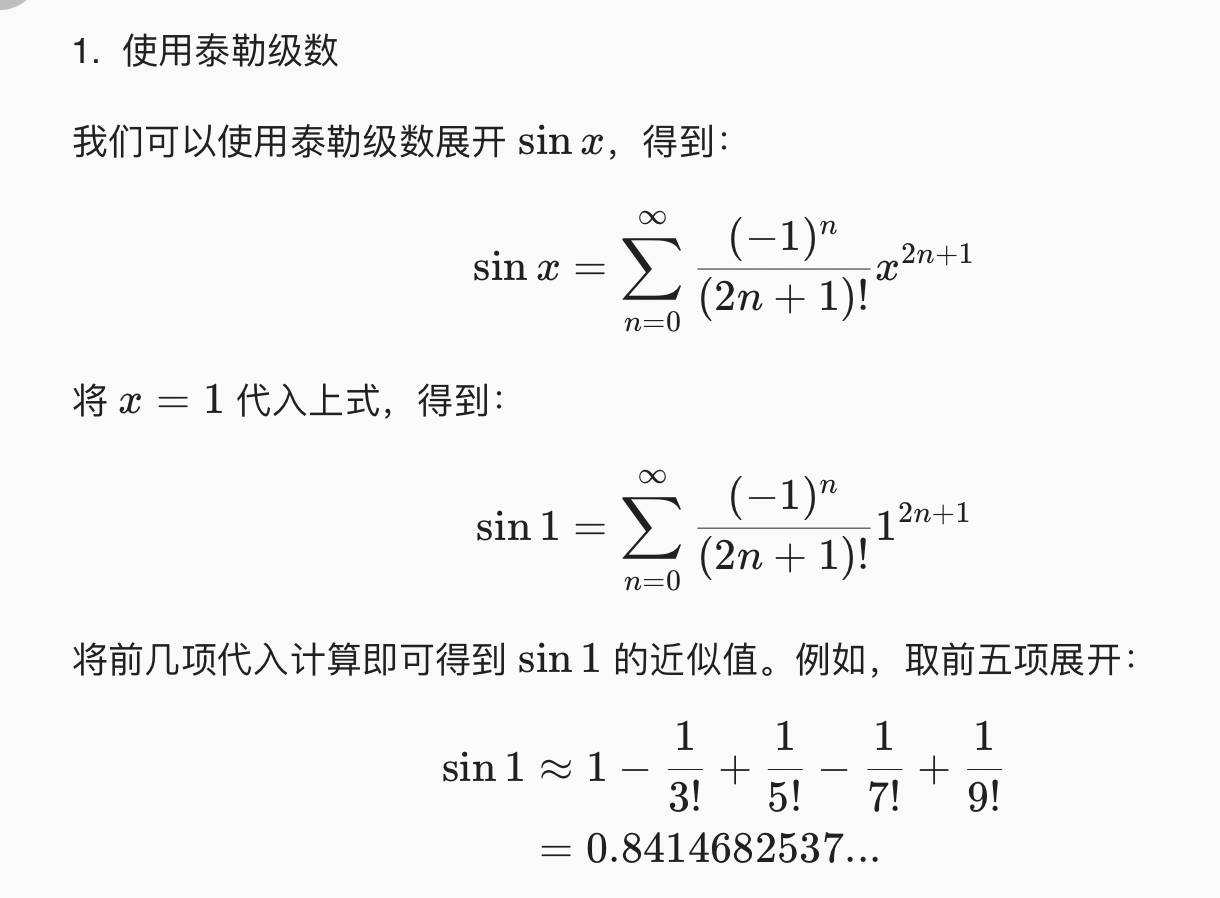 1. 使用泰勒级数
我们可以使用泰勒级数展开 $\sin x$，得到：
$\sin x = \sum_{n=0}^{\infty} \frac{(-1)^n}{(2n+1)!} x^{2n+1}$
将 $x = 1$ 代入上式，得到：
$\sin 1 = \sum_{n=0}^{\infty} \frac{(-1)^n}{(2n+1)!} 1^{2n+1}$
将前几项代入计算即可得到 $\sin 1$ 的近似值。例如，取前五项展开：
$\sin 1 \approx 1 - \frac{1}{3!} + \frac{1}{5!} - \frac{1}{7!} + \frac{1}{9!}$
$= 0.8414682537...$